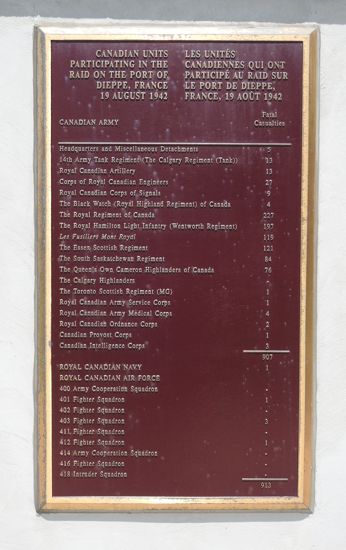 CANADIAN UNITS
PARTICIPATING IN THE
RAID ON THE PORT OF
DIEPPE, FRANCE
19 AUGUST 1942
LES UNITÉS
CANADIENNES QUI ONT
PARTICIPÉ AU RAID SUR
LE PORT DE DIEPPE,
FRANCE, 19 AOÛT 1942
CANADIAN ARMY Fatal Casualties
Headquarters and Miscellaneous Detachments 5
14th Army Tank Regiment (The Calgary Regiment (Tank)) 13
Royal Canadian Artillery 13
Corps of Royal Canadian Engineers 27
Royal Canadian Corps of Signals 9
The Black Watch (Royal Highland Regiment) of Canada 4
The Royal Regiment of Canada 227
The Royal Hamilton Light Infantry (Wentworth Regiment) 197
Les Fusiliers Mont Royal 119
The Essex Scottish Regiment 121
The South Saskatchewan Regiment 84
The Queen's Own Cameron Highlanders of Canada 76
The Calgary Highlanders -
The Toronto Scottish Regiment (MG) 1
Royal Canadian Army Service Corps 1
Royal Canadian Army Medical Corps 4
Royal Canadian Ordnance Corps 2
Canadian Provost Corps 1
Canadian Intelligence Corps 3
907
ROYAL CANADIAN NAVY 1
ROYAL CANADIAN AIR FORCE
400 Army Cooperation Squadron -
401 Fighter Squadron 1
402 Fighter Squadron -
403 Fighter Squadron 3
411 Fighter Squadron -
412 Fighter Squadron 1
414 Army Cooperation Squadron -
416 Fighter Squadron -
418 Intruder Squadron -
913